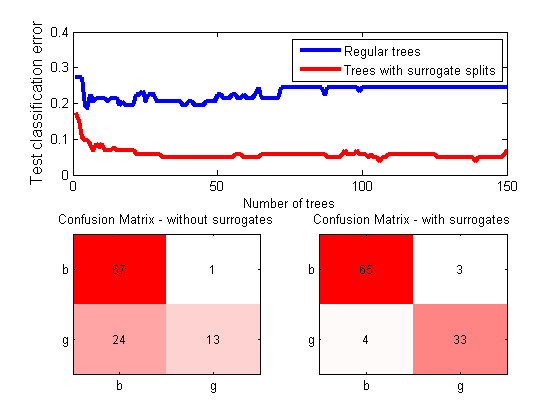 Test classification error
0.4
0.3
0.2
0.1
0
Regular trees
Trees with surrogate splits
0 50 100 150
Number of trees
Confusion Matrix - without surrogates
b 67 1
g 24 13
b g
Confusion Matrix - with surrogates
b 65 3
g 4 33
b g